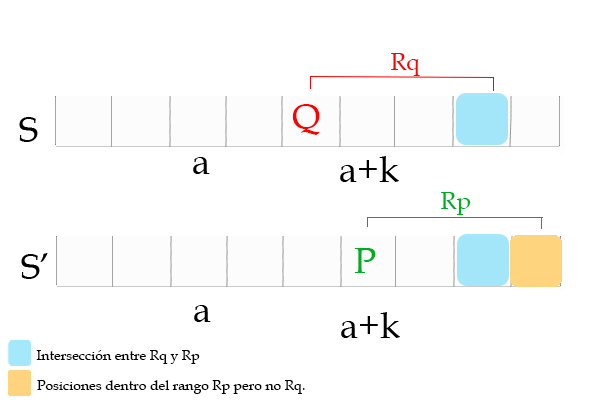 Rq
S
Q
a
a+k
Rp
S'
P
a
a+k
Intersección entre Rq y Rp
Posiciones dentro del rango Rp pero no Rq.